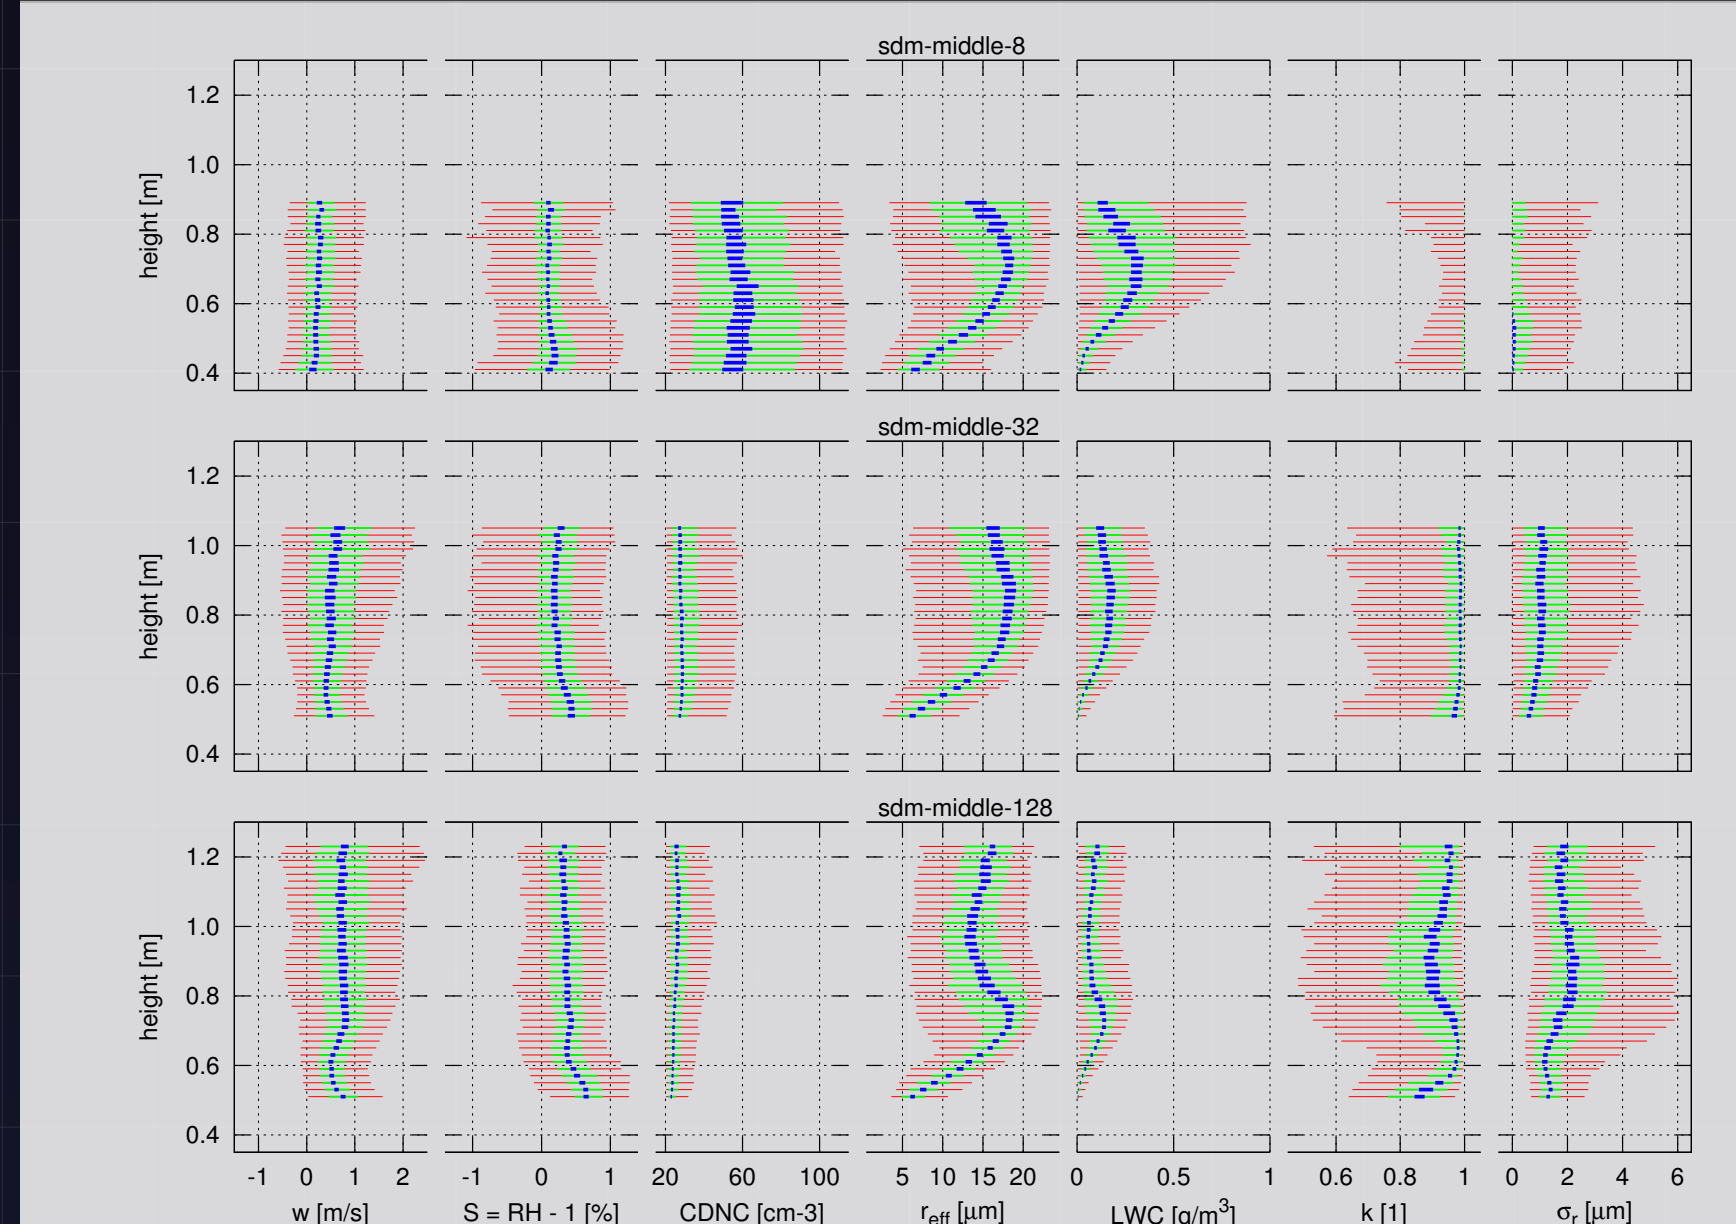 sdm-middle-8
1.2
1.0
0.8
0.6
0.4
height [m]
sdm-middle-32
1.2
1.0
0.8
0.6
0.4
height [m]
sdm-middle-128
1.2
1.0
0.8
0.6
0.4
height [m]
-1 0 1 2 -1 0 1 20 60 100 5 10 15 20 0 0.5 1 0.6 0.8 1 0 2 4 6
w [m/s] S = RH - 1 [%] CDNC [cm-3] r_eff [μm] LWC [g/m³] k [1] σ_r [μm]